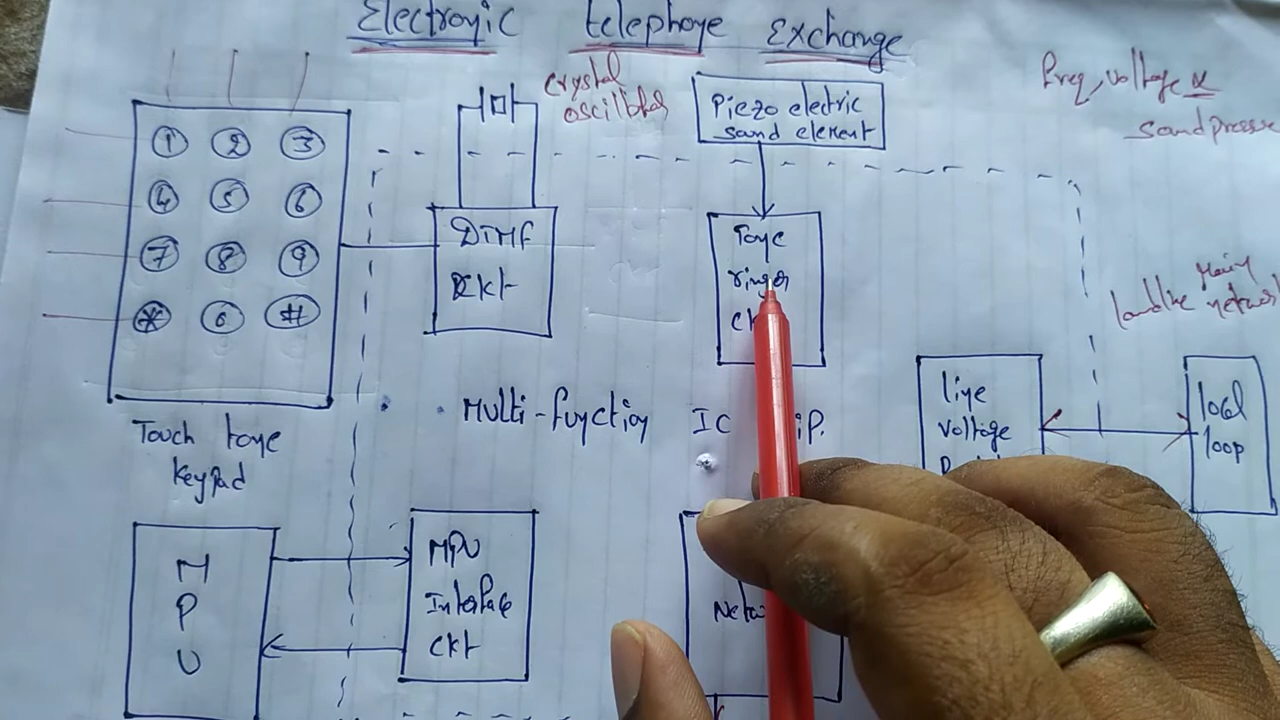 Electronic telephone Exchange
crystal
oscillator
Piezo electric
sand element
Freq, voltage α
sand pressure
1 2 3
4 5 6
7 8 9
* 0 #
DTMF
CKt
Tone
ringer
Main
landline network
Multi-function IC
Touch tone
keypad
line
voltage
local
loop
M
P
U
MPU
Interface
CKt